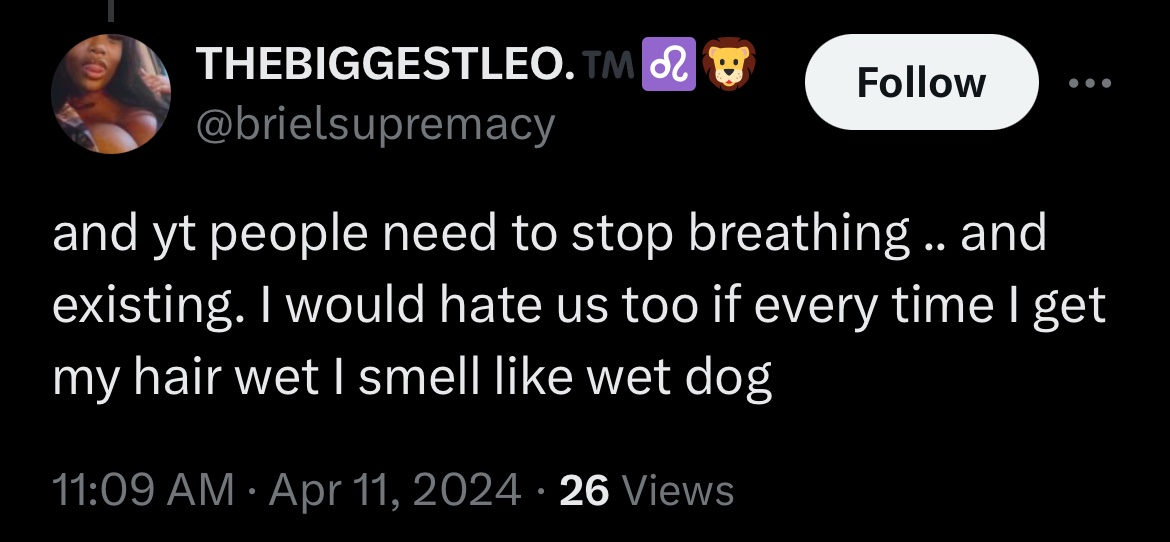 THEBIGGESTLEO.™️♌🦁
Follow
@brielsupremacy
and yt people need to stop breathing .. and
existing. I would hate us too if every time I get
my hair wet I smell like wet dog
11:09 AM · Apr 11, 2024 · 26 Views